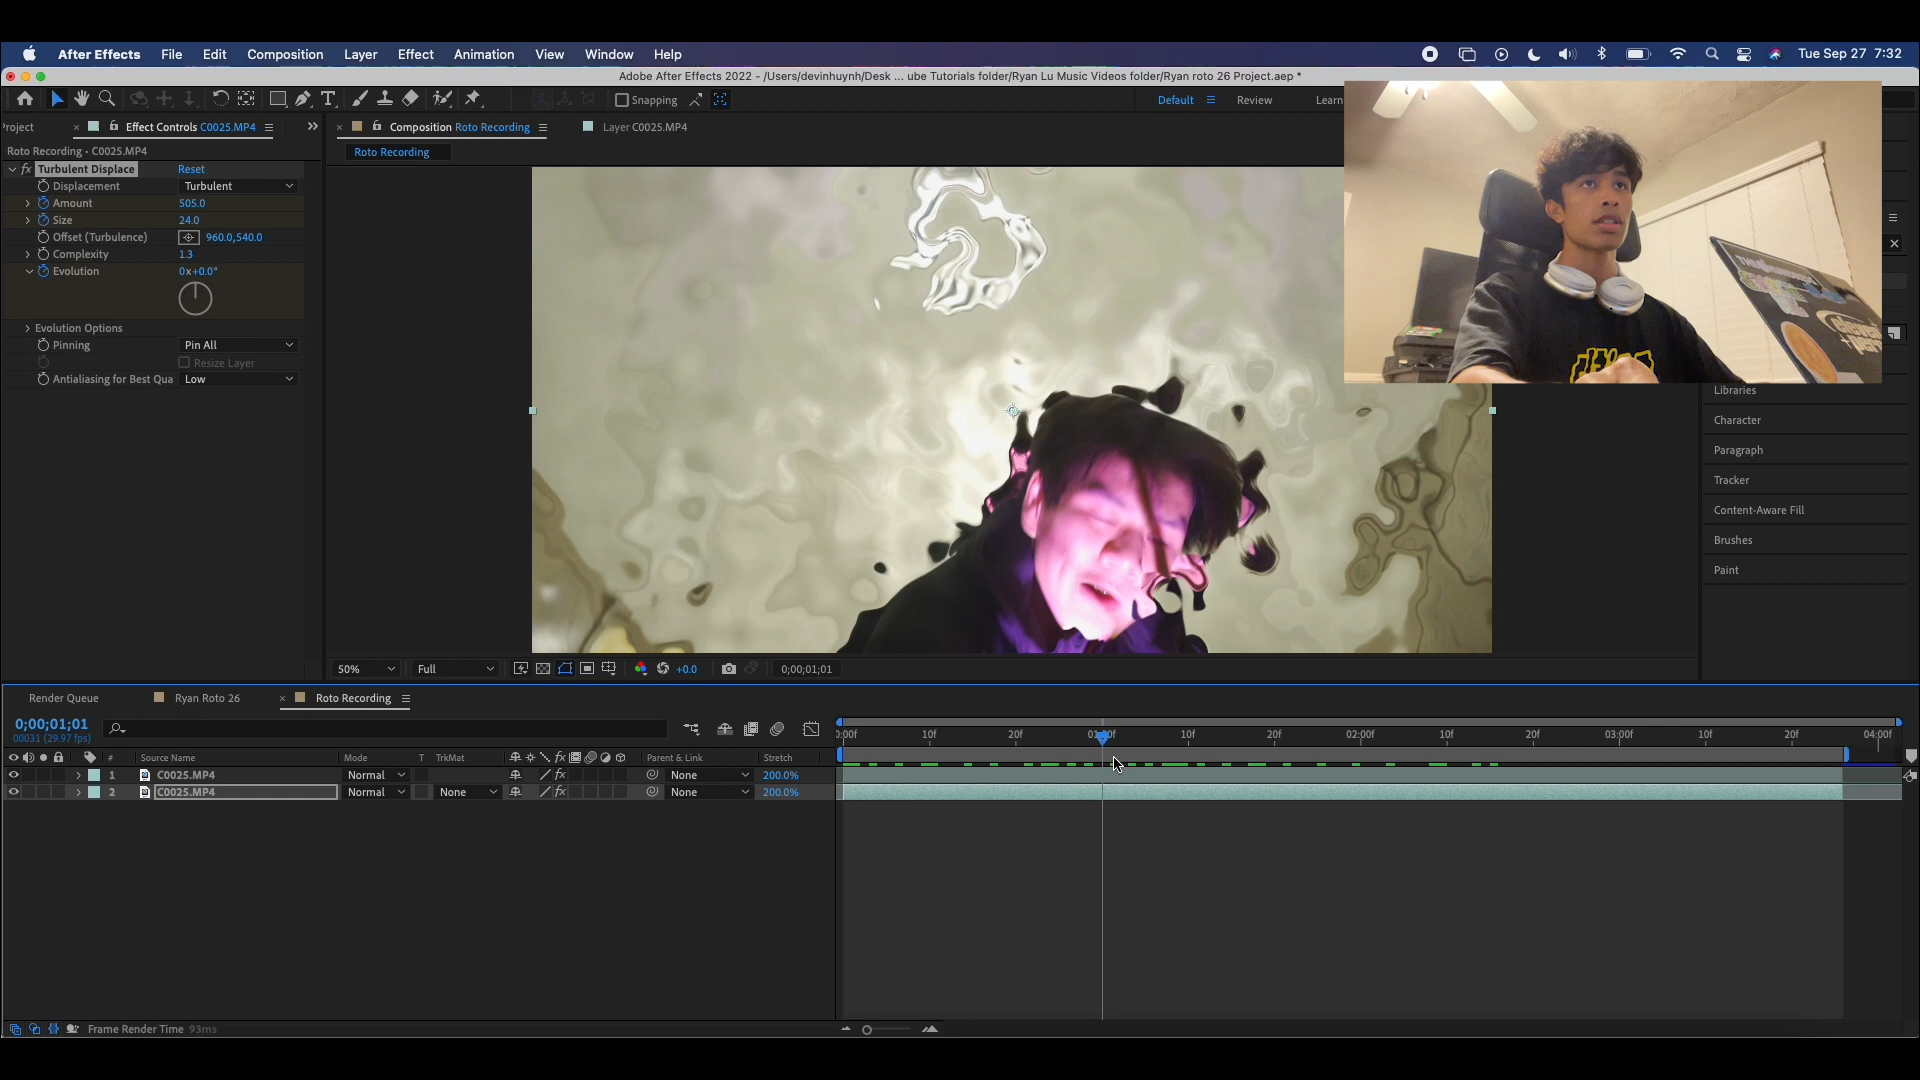 After Effects File Edit Composition Layer Effect Animation View Window Help Tue Sep 27 7:32
Adobe After Effects 2022 - /Users/devinhuynh/Desk ... ube Tutorials folder/Ryan Lu Music Videos folder/Ryan roto 26 Project.aep *
Snapping Default Review Learn
roject Effect Controls C0025.MP4 Composition Roto Recording Layer C0025.MP4
Roto Recording • C0025.MP4 Roto Recording
fx Turbulent Displace Reset
Displacement Turbulent
Amount 505.0
Size 24.0
Offset (Turbulence) 960.0,540.0
Complexity 1.3
Evolution 0x+0.0°
Evolution Options
Pinning Pin All
Resize Layer
Antialiasing for Best Qua Low
Libraries
Character
Paragraph
Tracker
Content-Aware Fill
Brushes
Paint
50% Full +0.0 0;00;01;01
Render Queue Ryan Roto 26 Roto Recording
0;00;01;01
00031 (29.97 fps)
0:00f 10f 20f 01:00f 10f 20f 02:00f 10f 20f 03:00f 10f 20f 04:00f
# Source Name Mode T TrkMat fx Parent & Link Stretch
1 C0025.MP4 Normal fx None 200.0%
2 C0025.MP4 Normal None fx None 200.0%
Frame Render Time 93ms